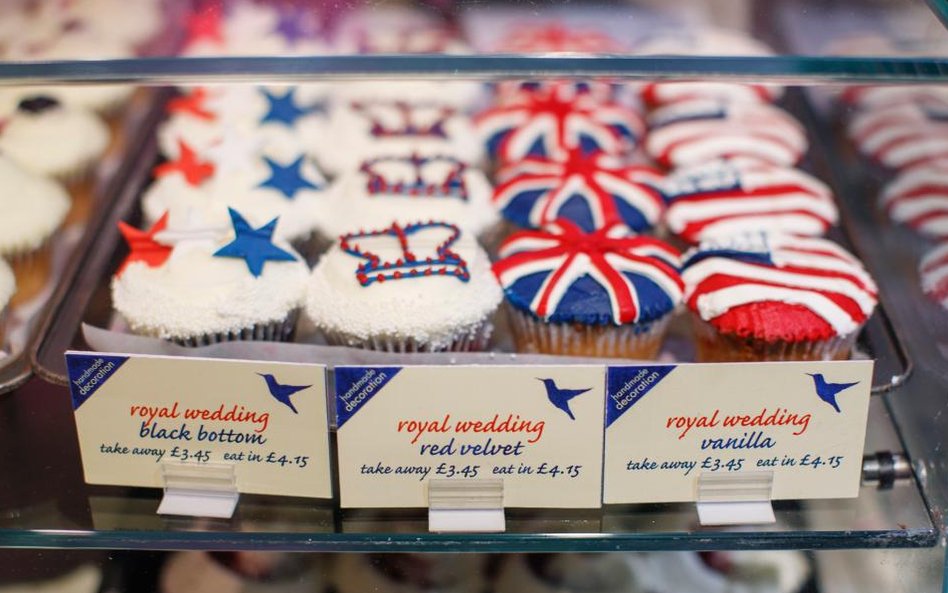 handmade
decoration
royal wedding
black bottom
take away £3.45 eat in £4.15
handmade
decoration
royal wedding
red velvet
take away £3.45 eat in £4.15
handmade
decoration
royal wedding
vanilla
take away £3.45 eat in £4.15